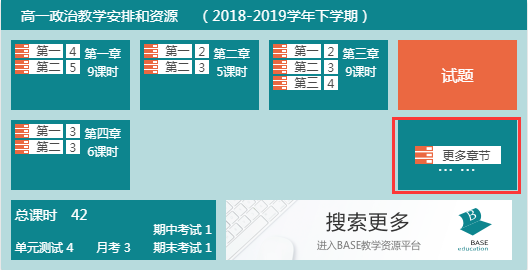 高一政治教学安排和资源 （2018-2019学年下学期）
第一 4 第一章
第二 5 9课时
第一 2 第二章
第二 3 5课时
第一 2 第三章
第二 3 9课时
第三 4
试题
第一 3 第四章
第二 3 6课时
更多章节
... ...
总课时 42
期中考试 1
单元测试 4 月考 3 期末考试 1
搜索更多
进入BASE教学资源平台
B
BASE
education